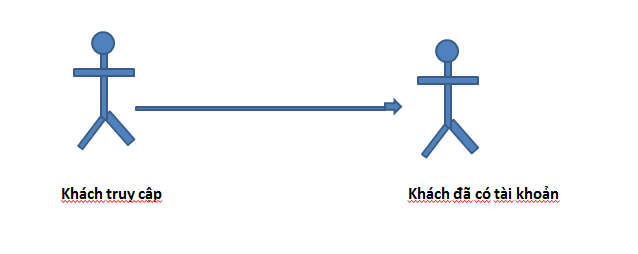 Khách truy cập
Khách đã có tài khoản